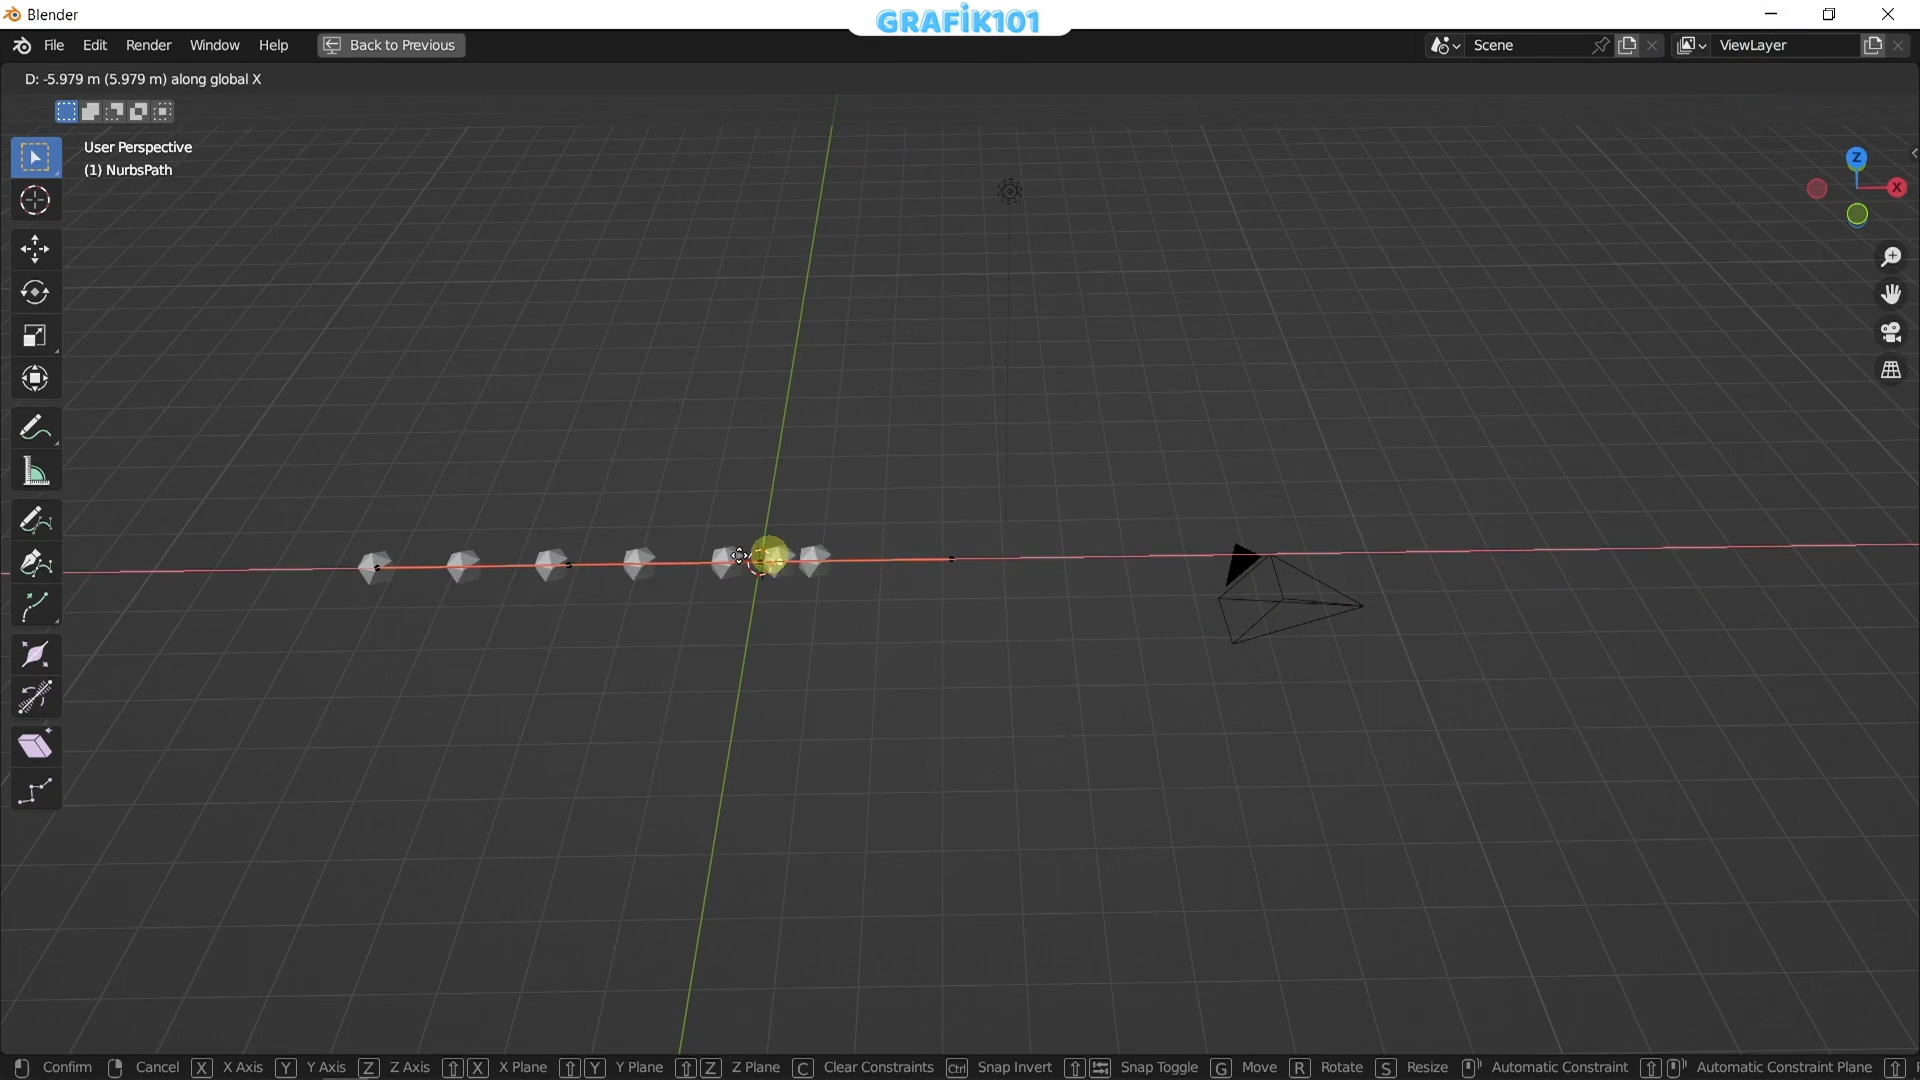 Blender
GRAFİK101
File Edit Render Window Help Back to Previous Scene ViewLayer
D: -5.979 m (5.979 m) along global X
User Perspective
(1) NurbsPath
Z
X
Confirm Cancel X X Axis Y Y Axis Z Z Axis X X Plane Y Y Plane Z Z Plane C Clear Constraints Ctrl Snap Invert Snap Toggle G Move R Rotate S Resize Automatic Constraint Automatic Constraint Plane